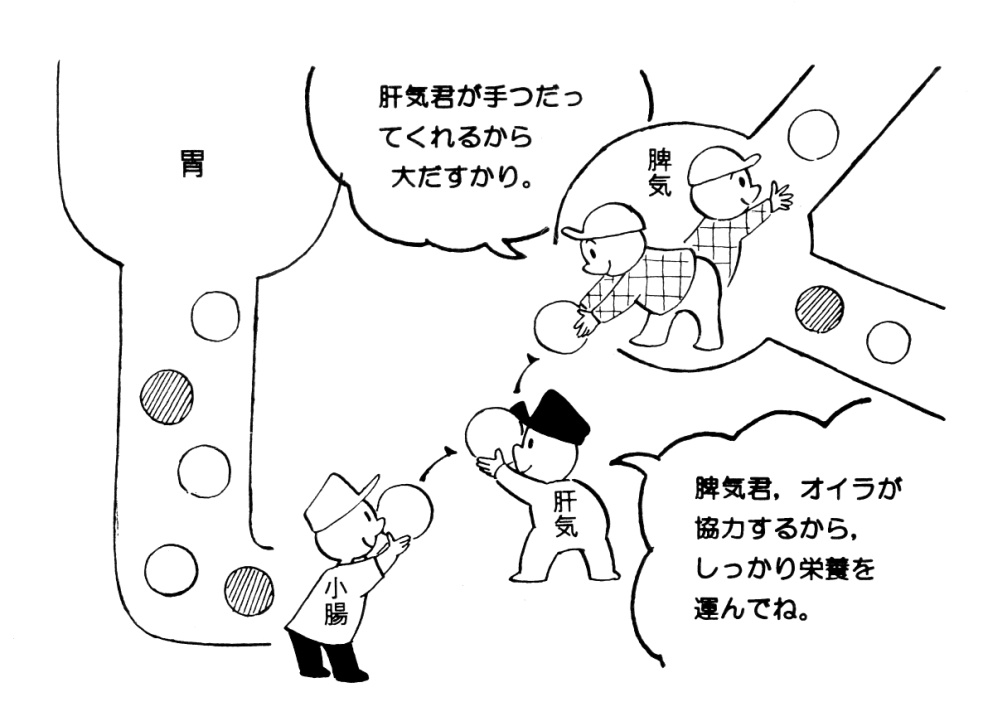 胃
肝気君が手つだっ
てくれるから
大だすかり。
脾気
肝気
小腸
脾気君，オイラが
協力するから，
しっかり栄養を
運んでね。